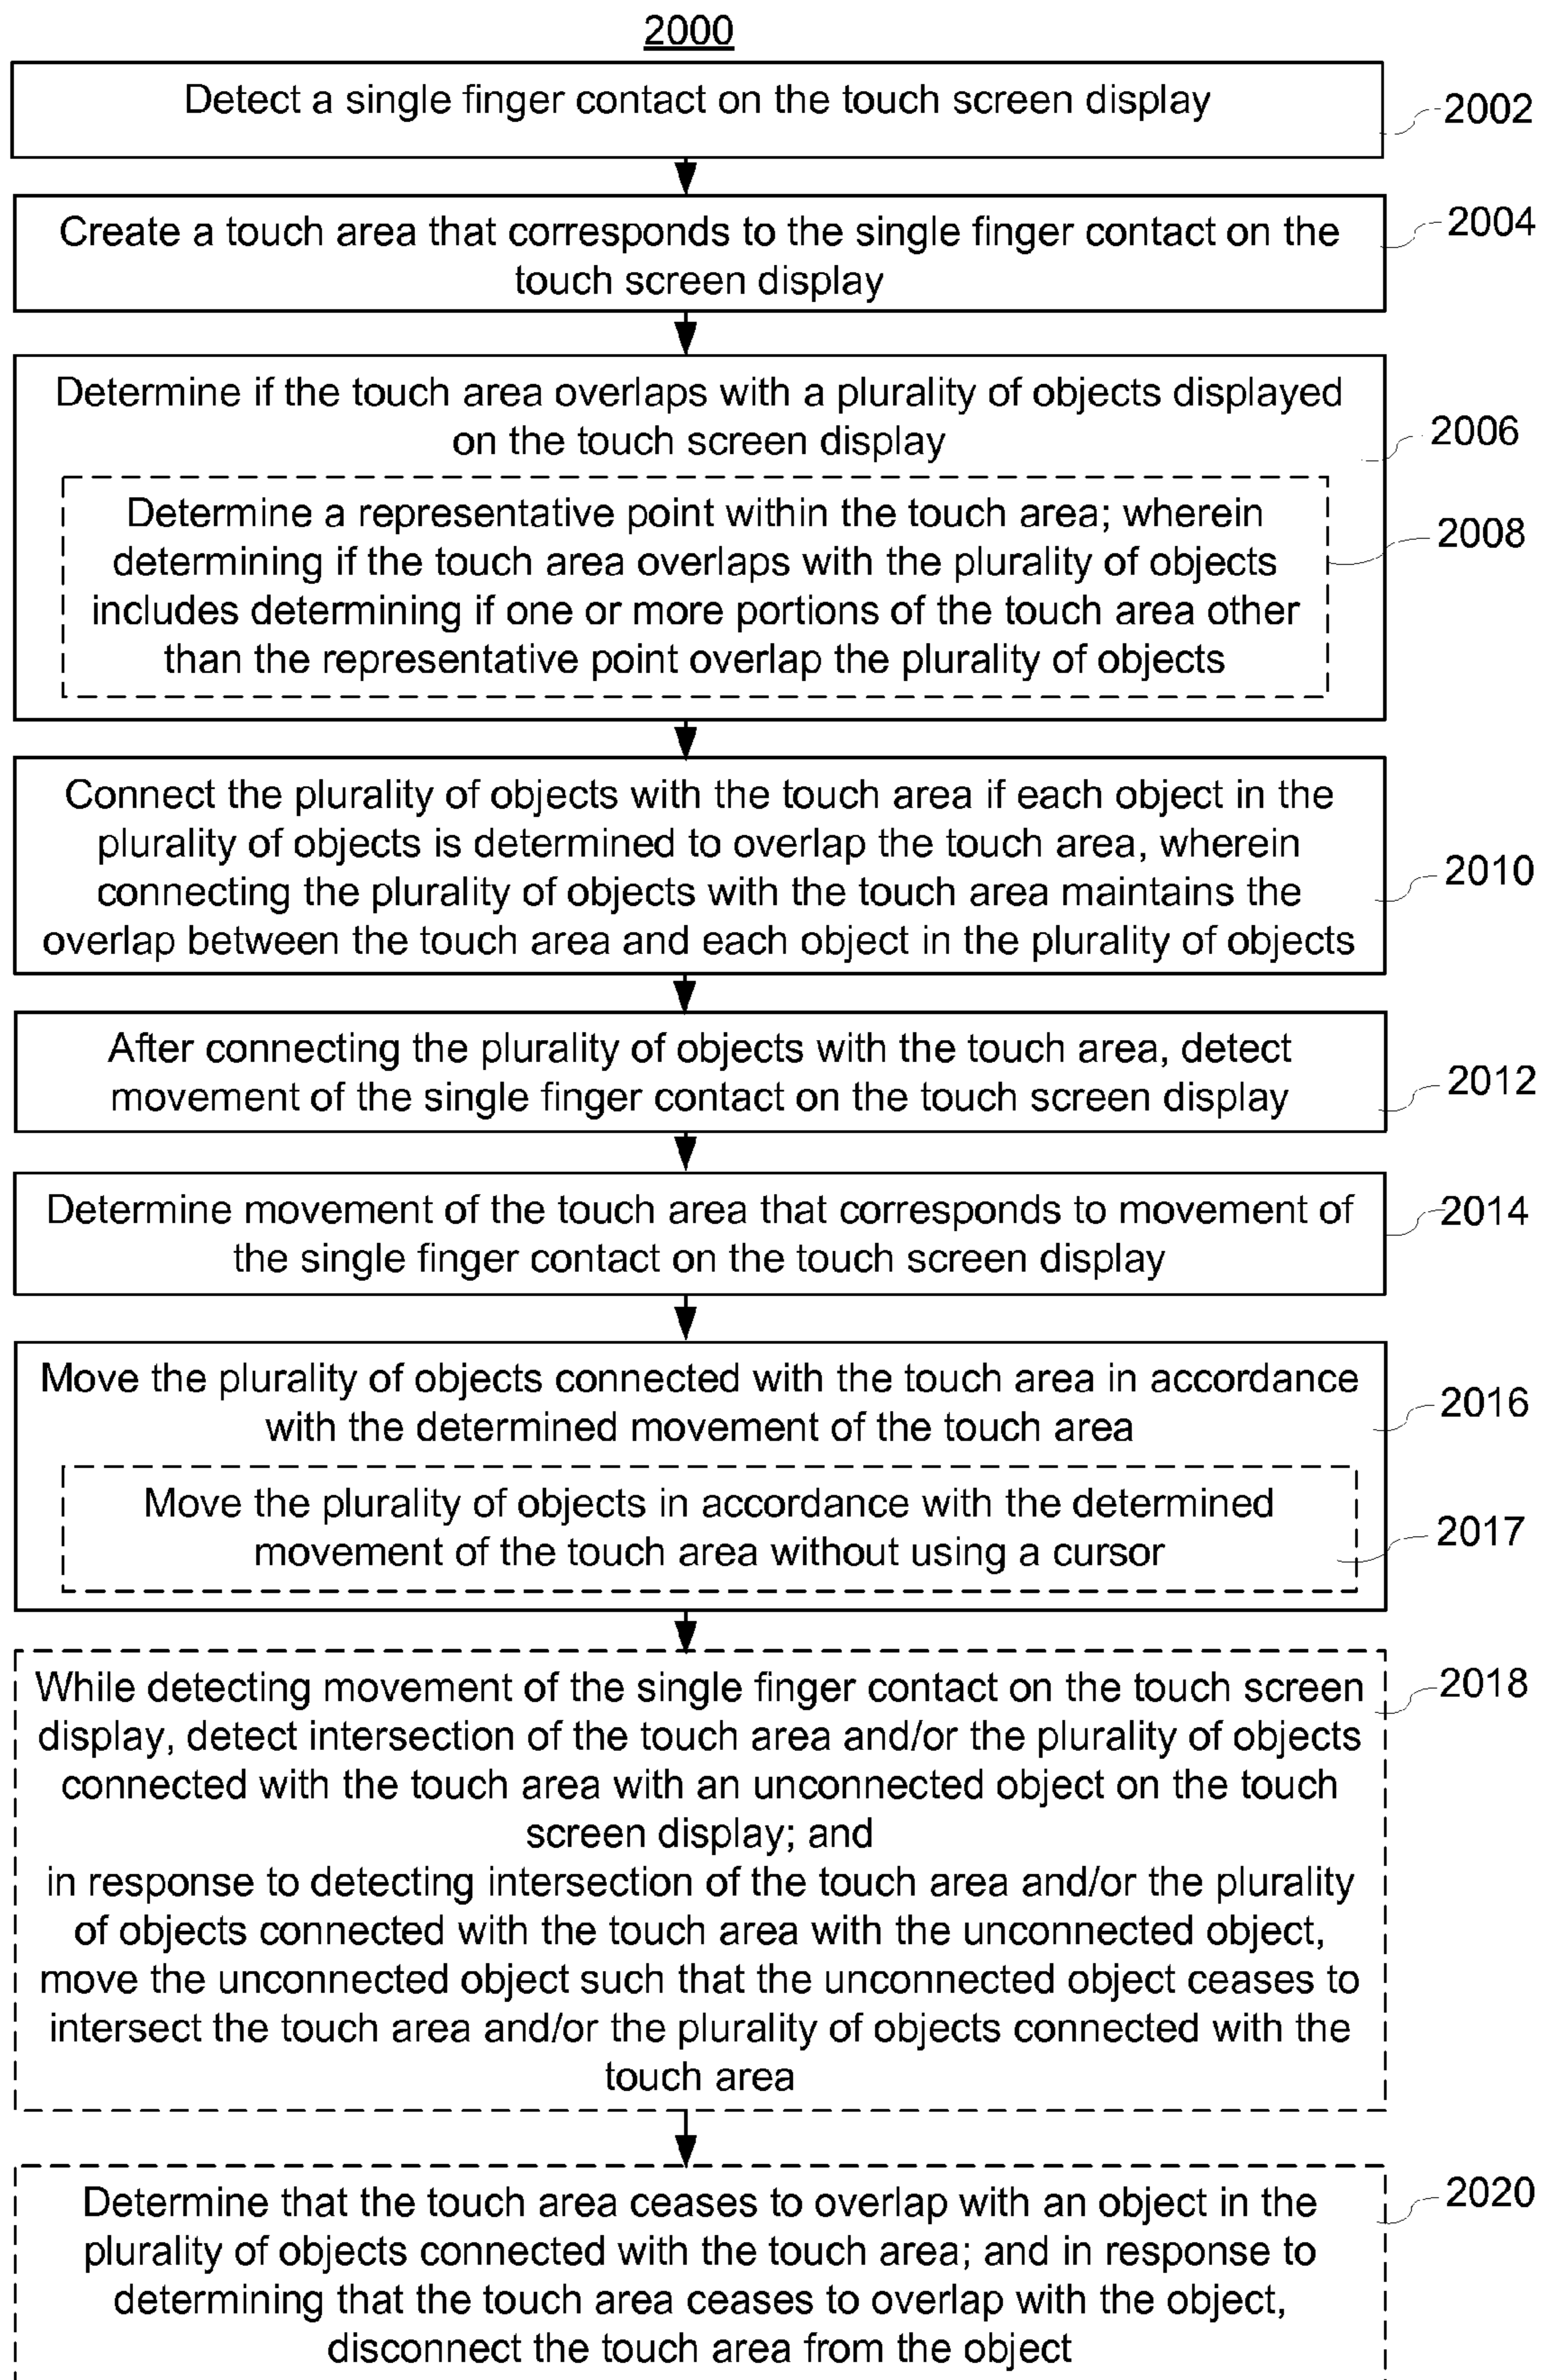 2000
Detect a single finger contact on the touch screen display
2002
Create a touch area that corresponds to the single finger contact on the
touch screen display
2004
Determine if the touch area overlaps with a plurality of objects displayed
on the touch screen display
2006
Determine a representative point within the touch area; wherein
determining if the touch area overlaps with the plurality of objects
includes determining if one or more portions of the touch area other
than the representative point overlap the plurality of objects
2008
Connect the plurality of objects with the touch area if each object in the
plurality of objects is determined to overlap the touch area, wherein
connecting the plurality of objects with the touch area maintains the
overlap between the touch area and each object in the plurality of objects
2010
After connecting the plurality of objects with the touch area, detect
movement of the single finger contact on the touch screen display
2012
Determine movement of the touch area that corresponds to movement of
the single finger contact on the touch screen display
2014
Move the plurality of objects connected with the touch area in accordance
with the determined movement of the touch area
2016
Move the plurality of objects in accordance with the determined
movement of the touch area without using a cursor
2017
While detecting movement of the single finger contact on the touch screen
display, detect intersection of the touch area and/or the plurality of objects
connected with the touch area with an unconnected object on the touch
screen display; and
in response to detecting intersection of the touch area and/or the plurality
of objects connected with the touch area with the unconnected object,
move the unconnected object such that the unconnected object ceases to
intersect the touch area and/or the plurality of objects connected with the
touch area
2018
Determine that the touch area ceases to overlap with an object in the
plurality of objects connected with the touch area; and in response to
determining that the touch area ceases to overlap with the object,
disconnect the touch area from the object
2020